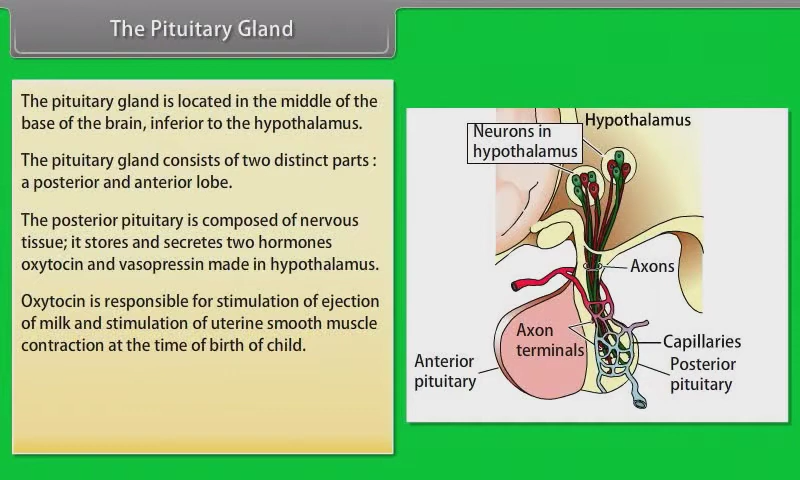 The Pituitary Gland
The pituitary gland is located in the middle of the
base of the brain, inferior to the hypothalamus.
The pituitary gland consists of two distinct parts :
a posterior and anterior lobe.
The posterior pituitary is composed of nervous
tissue; it stores and secretes two hormones
oxytocin and vasopressin made in hypothalamus.
Oxytocin is responsible for stimulation of ejection
of milk and stimulation of uterine smooth muscle
contraction at the time of birth of child.
Hypothalamus
Neurons in
hypothalamus
Axons
Axon
terminals
Capillaries
Anterior
pituitary
Posterior
pituitary